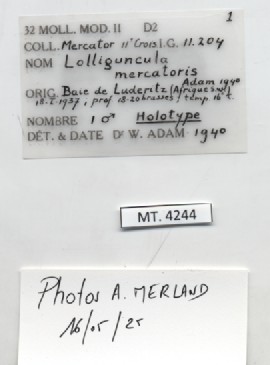 1
32 MOLL. MOD. II D2
COLL. Mercator 11e Crois I.G. 11.204
NOM Lolliguncula
mercatoris
Adam 1940
ORIG. Baie de Luderitz (Afrique sw)
18-I-1937, prof. 18-20 brasses / temp. 16° t.
NOMBRE 1 ♂ Holotype
DÉT. & DATE Dr W. ADAM 1940
MT. 4244
Photos A. MERLAND
16/05/25